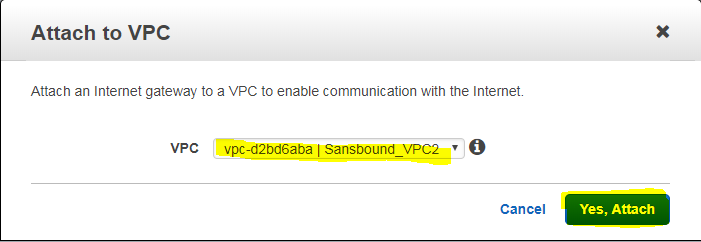 Attach to VPC
Attach an Internet gateway to a VPC to enable communication with the Internet.
VPC vpc-d2bd6aba | Sansbound_VPC2
Cancel Yes, Attach